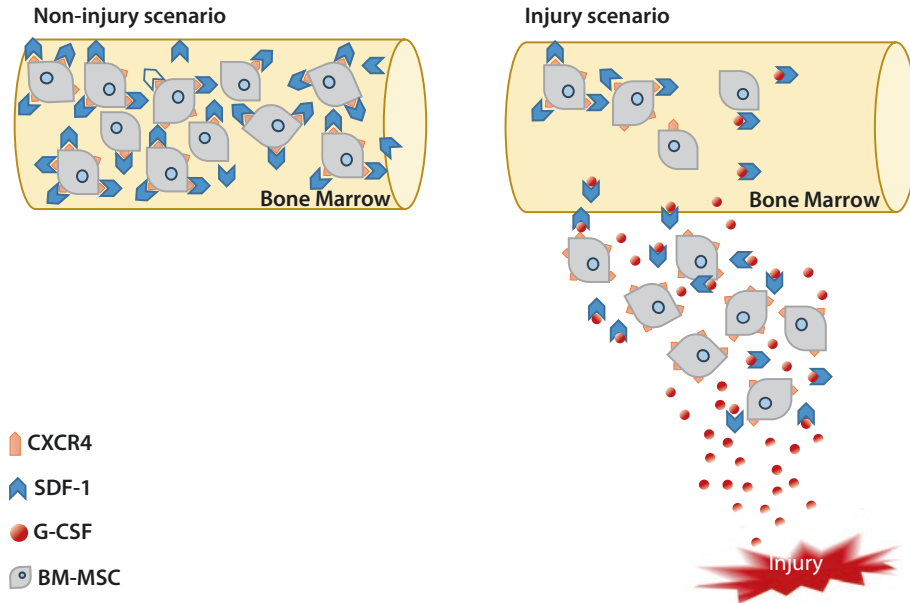 Non-injury scenario
Injury scenario
Bone Marrow
Bone Marrow
CXCR4
SDF-1
G-CSF
BM-MSC
Injury